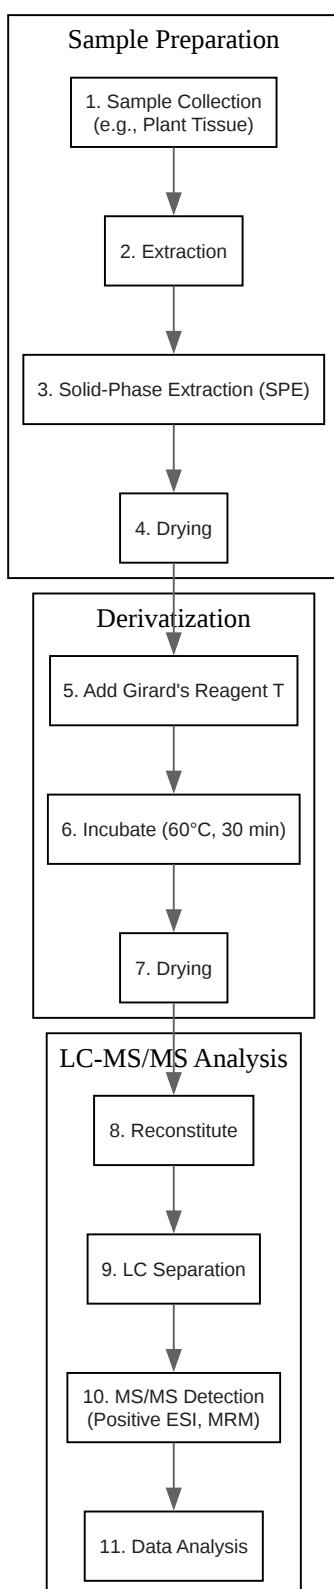 Sample Preparation
1. Sample Collection
(e.g., Plant Tissue)
2. Extraction
3. Solid-Phase Extraction (SPE)
4. Drying
Derivatization
5. Add Girard's Reagent T
6. Incubate (60°C, 30 min)
7. Drying
LC-MS/MS Analysis
8. Reconstitute
9. LC Separation
10. MS/MS Detection
(Positive ESI, MRM)
11. Data Analysis